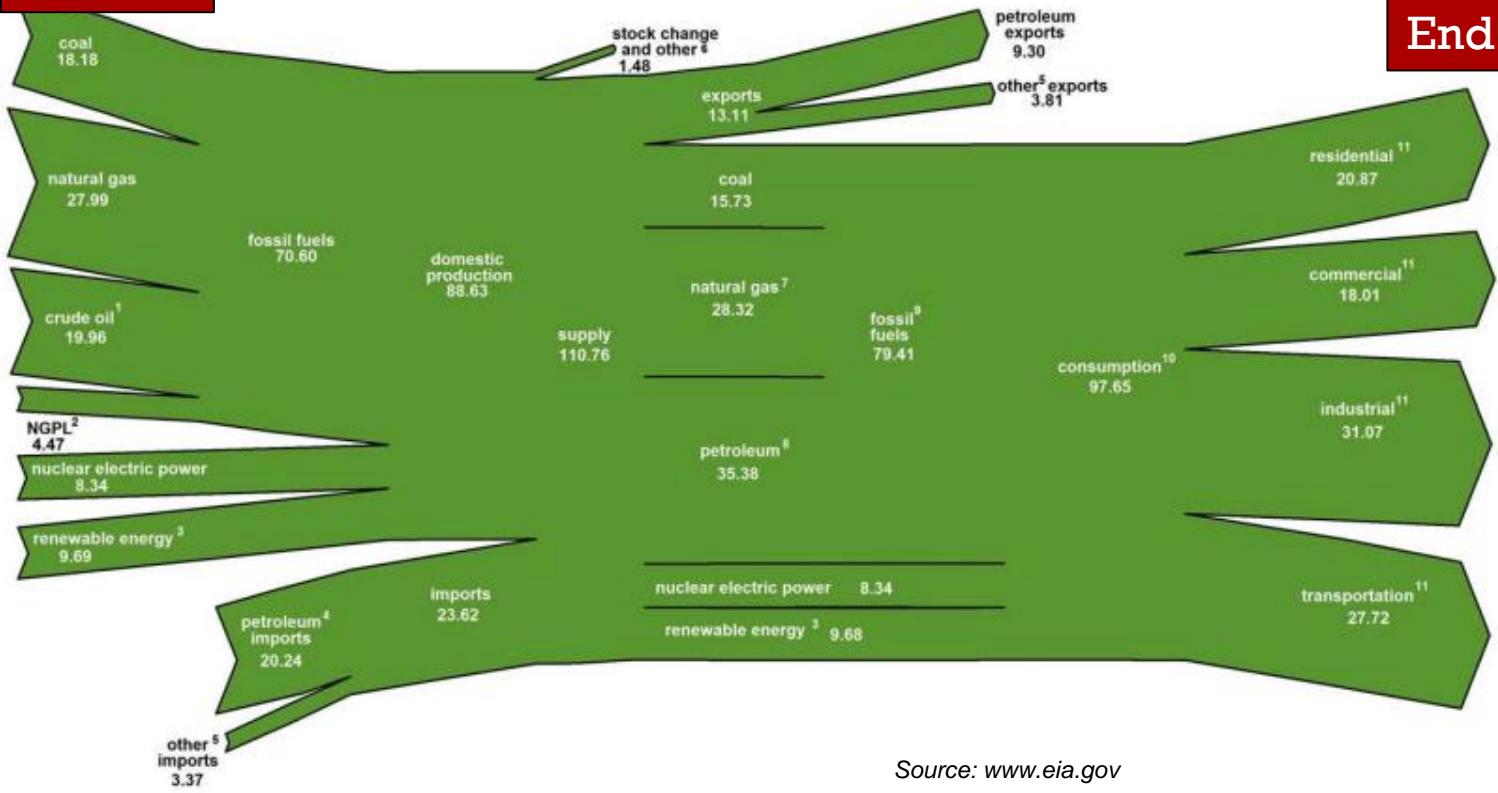 End
coal
18.18
natural gas
27.99
crude oil 1
19.96
NGPL 2
4.47
nuclear electric power
8.34
renewable energy 3
9.69
petroleum 4
imports
20.24
other 5
imports
3.37
fossil fuels
70.60
domestic
production
88.63
imports
23.62
supply
110.76
stock change
and other 6
1.48
exports
13.11
petroleum
exports
9.30
other 5 exports
3.81
coal
15.73
natural gas 7
28.32
petroleum 8
35.38
nuclear electric power 8.34
renewable energy 3 9.68
fossil 9
fuels
79.41
consumption 10
97.65
residential 11
20.87
commercial 11
18.01
industrial 11
31.07
transportation 11
27.72
Source: www.eia.gov